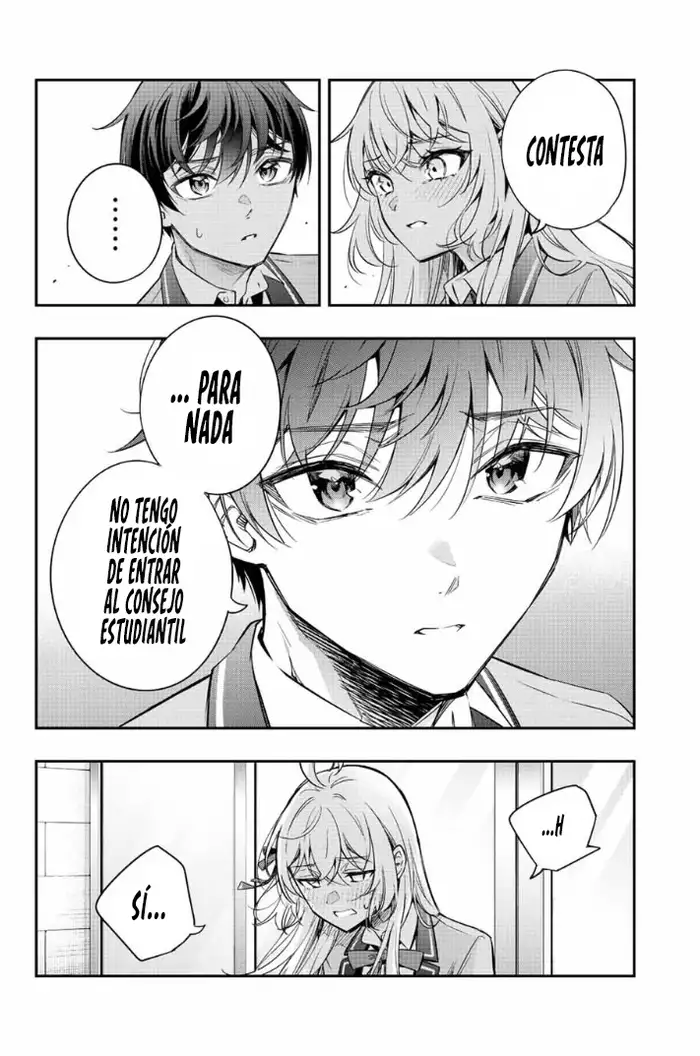 CONTESTA
......
... PARA
NADA
NO TENGO
INTENCIÓN
DE ENTRAR
AL CONSEJO
ESTUDIANTIL
...H
SÍ...